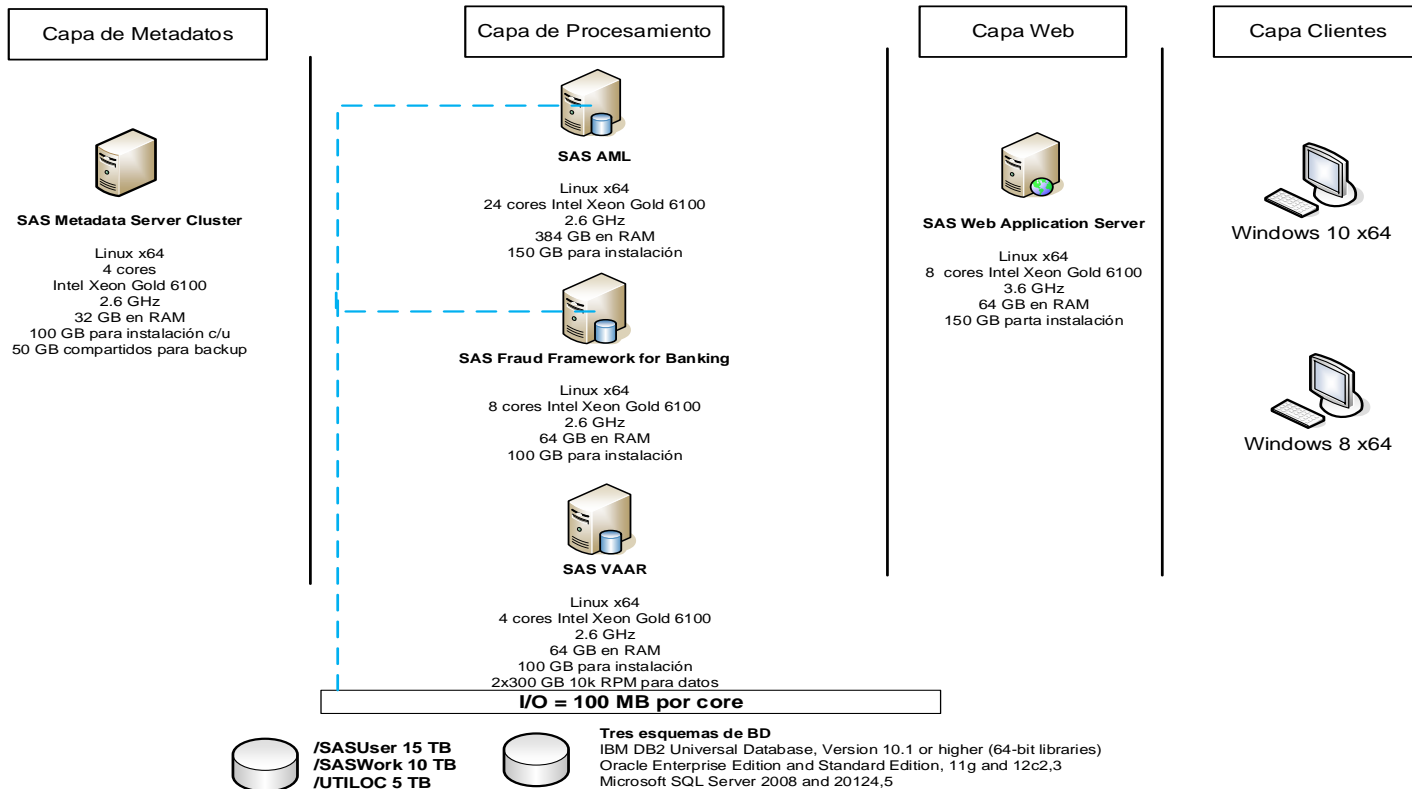 Capa de Metadatos
Capa de Procesamiento
Capa Web
Capa Clientes
SAS Metadata Server Cluster
Linux x64
4 cores
Intel Xeon Gold 6100
2.6 GHz
32 GB en RAM
100 GB para instalación c/u
50 GB compartidos para backup
SAS AML
Linux x64
24 cores Intel Xeon Gold 6100
2.6 GHz
384 GB en RAM
150 GB para instalación
SAS Fraud Framework for Banking
Linux x64
8 cores Intel Xeon Gold 6100
2.6 GHz
64 GB en RAM
100 GB para instalación
SAS VAAR
Linux x64
4 cores Intel Xeon Gold 6100
2.6 GHz
64 GB en RAM
100 GB para instalación
2x300 GB 10k RPM para datos
SAS Web Application Server
Linux x64
8 cores Intel Xeon Gold 6100
3.6 GHz
64 GB en RAM
150 GB parta instalación
Windows 10 x64
Windows 8 x64
I/O = 100 MB por core
/SASUser 15 TB
/SASWork 10 TB
/UTILOC 5 TB
Tres esquemas de BD
IBM DB2 Universal Database, Version 10.1 or higher (64-bit libraries)
Oracle Enterprise Edition and Standard Edition, 11g and 12c2,3
Microsoft SQL Server 2008 and 20124,5